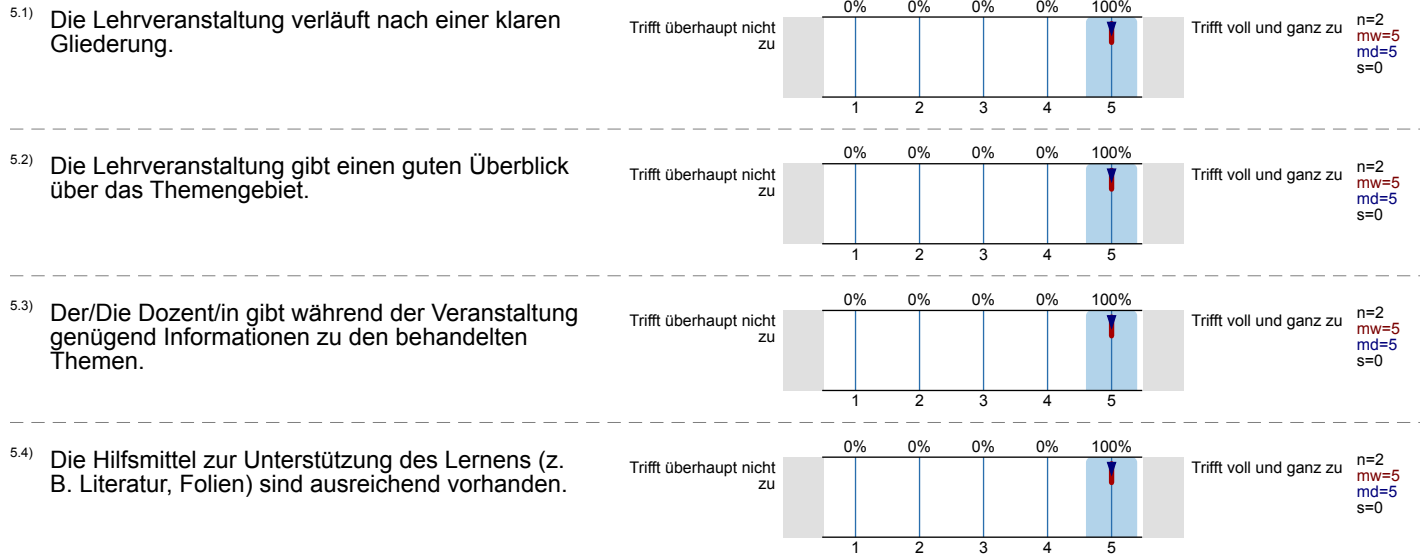 5.1) Die Lehrveranstaltung verläuft nach einer klaren
Gliederung.
Trifft überhaupt nicht
zu
0% 0% 0% 0% 100%
1 2 3 4 5
Trifft voll und ganz zu
n=2
mw=5
md=5
s=0
5.2) Die Lehrveranstaltung gibt einen guten Überblick
über das Themengebiet.
Trifft überhaupt nicht
zu
0% 0% 0% 0% 100%
1 2 3 4 5
Trifft voll und ganz zu
n=2
mw=5
md=5
s=0
5.3) Der/Die Dozent/in gibt während der Veranstaltung
genügend Informationen zu den behandelten
Themen.
Trifft überhaupt nicht
zu
0% 0% 0% 0% 100%
1 2 3 4 5
Trifft voll und ganz zu
n=2
mw=5
md=5
s=0
5.4) Die Hilfsmittel zur Unterstützung des Lernens (z.
B. Literatur, Folien) sind ausreichend vorhanden.
Trifft überhaupt nicht
zu
0% 0% 0% 0% 100%
1 2 3 4 5
Trifft voll und ganz zu
n=2
mw=5
md=5
s=0